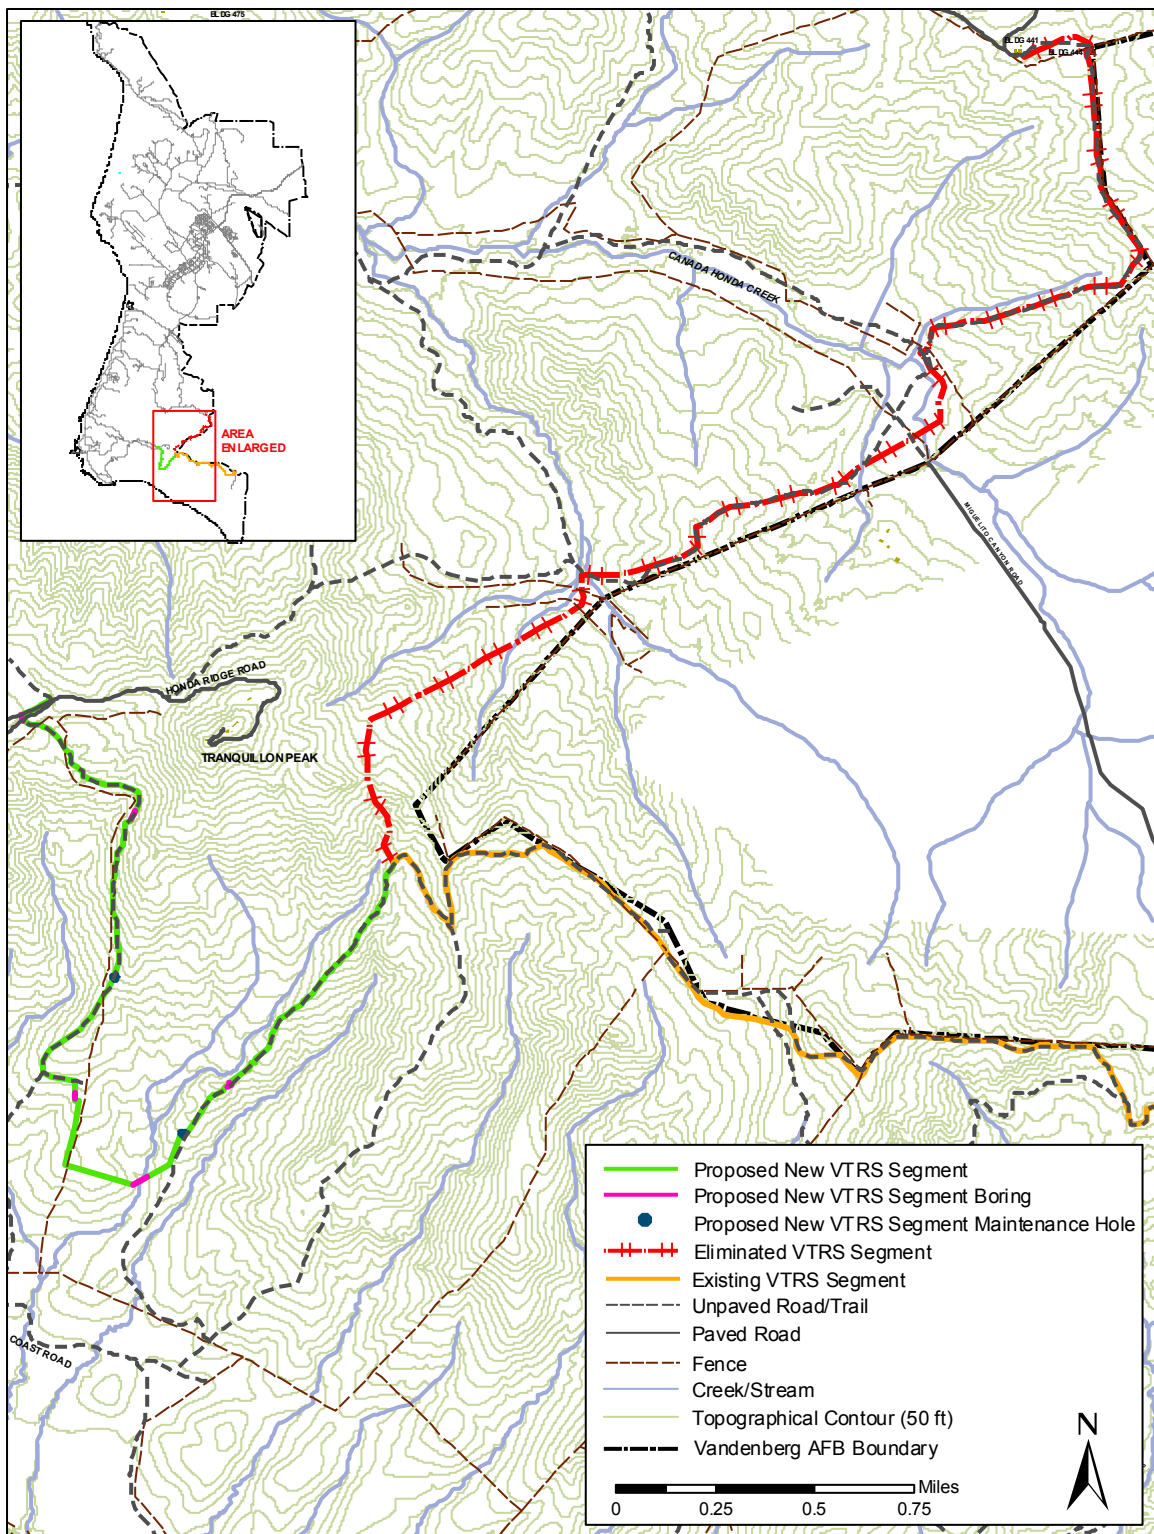 BLDG 475
BLDG 441
BLDG 444
AREA
ENLARGED
CANADA HONDA CREEK
MIGUELITO CANYON ROAD
HONDA RIDGE ROAD
TRANQUILLON PEAK
COAST ROAD
Proposed New VTRS Segment
Proposed New VTRS Segment Boring
Proposed New VTRS Segment Maintenance Hole
Eliminated VTRS Segment
Existing VTRS Segment
Unpaved Road/Trail
Paved Road
Fence
Creek/Stream
Topographical Contour (50 ft)
Vandenberg AFB Boundary
N
Miles
0 0.25 0.5 0.75